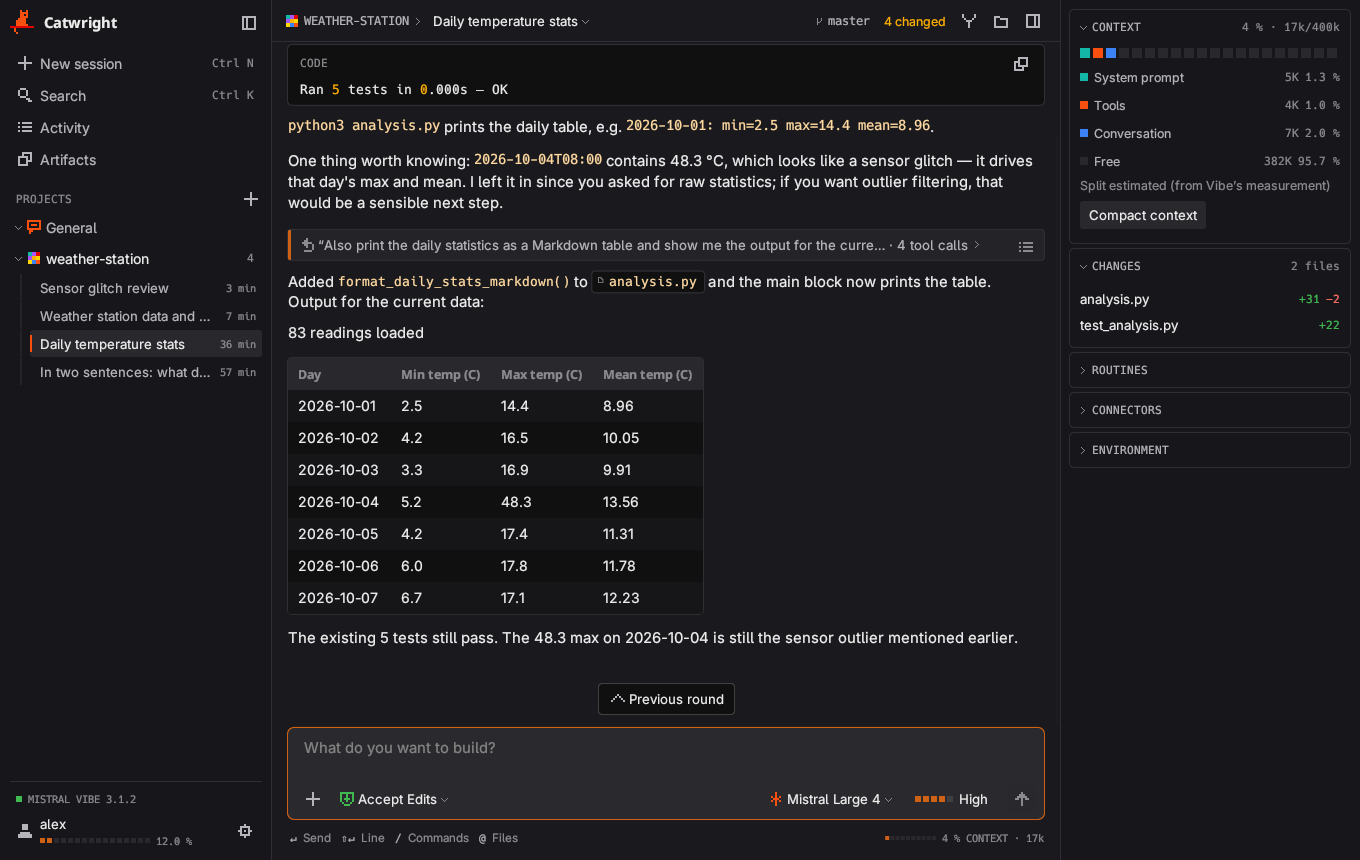 Catwright
New session Ctrl N
Search Ctrl K
Activity
Artifacts
PROJECTS
General
weather-station 4
Sensor glitch review 3 min
Weather station data and ... 7 min
Daily temperature stats 36 min
In two sentences: what d... 57 min
MISTRAL VIBE 3.1.2
alex
12.0 %
WEATHER-STATION Daily temperature stats master 4 changed
CODE
Ran 5 tests in 0.000s — OK
python3 analysis.py prints the daily table, e.g. 2026-10-01: min=2.5 max=14.4 mean=8.96.
One thing worth knowing: 2026-10-04T08:00 contains 48.3 °C, which looks like a sensor glitch — it drives
that day's max and mean. I left it in since you asked for raw statistics; if you want outlier filtering, that
would be a sensible next step.
“Also print the daily statistics as a Markdown table and show me the output for the curre... · 4 tool calls
Added format_daily_stats_markdown() to analysis.py and the main block now prints the table.
Output for the current data:
83 readings loaded
Day Min temp (C) Max temp (C) Mean temp (C)
2026-10-01 2.5 14.4 8.96
2026-10-02 4.2 16.5 10.05
2026-10-03 3.3 16.9 9.91
2026-10-04 5.2 48.3 13.56
2026-10-05 4.2 17.4 11.31
2026-10-06 6.0 17.8 11.78
2026-10-07 6.7 17.1 12.23
The existing 5 tests still pass. The 48.3 max on 2026-10-04 is still the sensor outlier mentioned earlier.
Previous round
What do you want to build?
Accept Edits Mistral Large 4 High
Send Line / Commands @ Files 4 % CONTEXT · 17k
CONTEXT 4 % · 17k/400k
System prompt 5K 1.3 %
Tools 4K 1.0 %
Conversation 7K 2.0 %
Free 382K 95.7 %
Split estimated (from Vibe's measurement)
Compact context
CHANGES 2 files
analysis.py +31 −2
test_analysis.py +22
ROUTINES
CONNECTORS
ENVIRONMENT